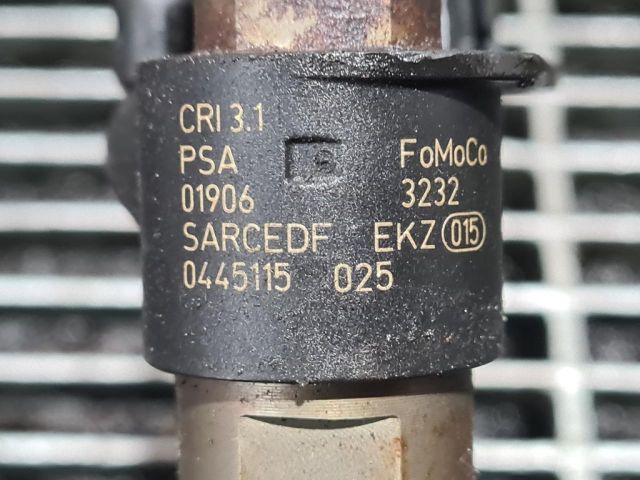 CRI 3.1
PSA FoMoCo
01906 3232
SARCEDF EKZ 015
0445115 025